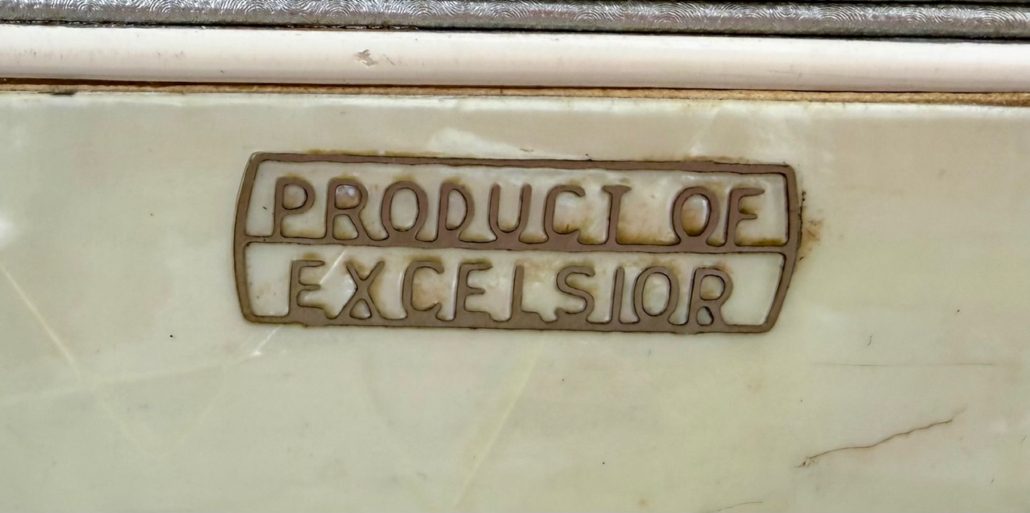 PRODUCT OF
EXCELSIOR